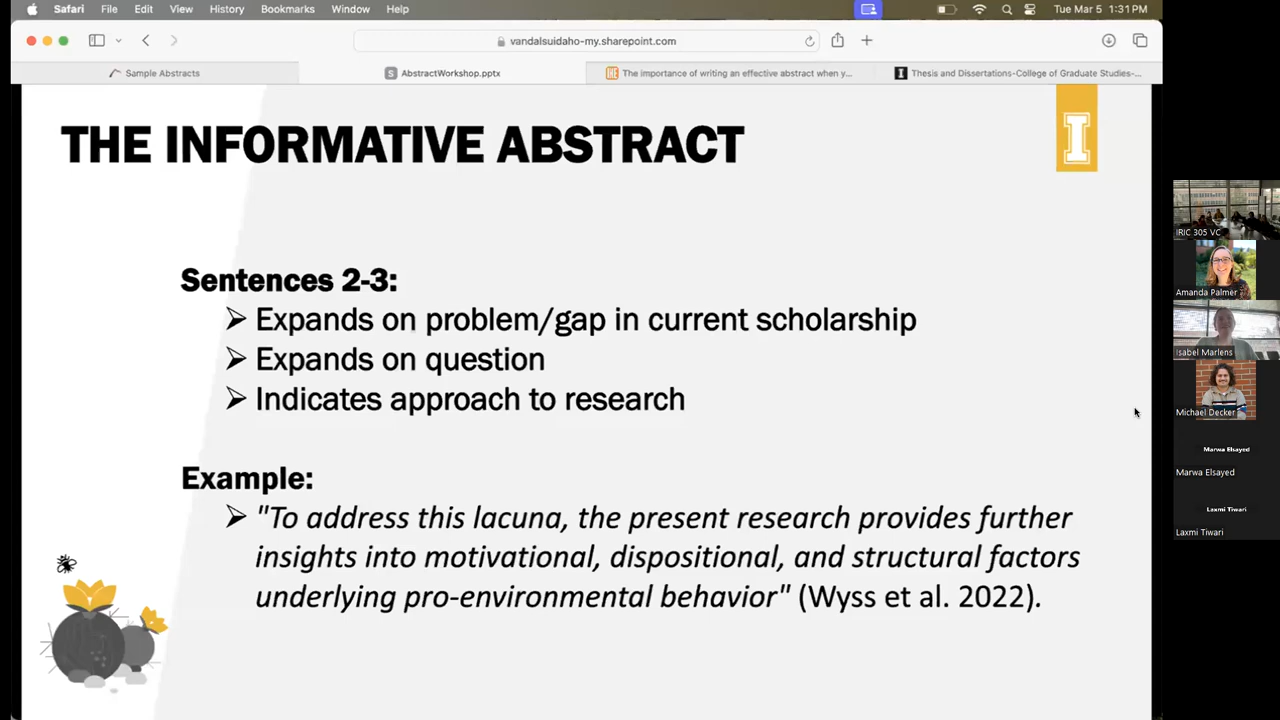 Safari File Edit View History Bookmarks Window Help Tue Mar 5 1:31PM
vandalsuidaho-my.sharepoint.com
Sample Abstracts
AbstractWorkshop.pptx
The importance of writing an effective abstract when y...
Thesis and Dissertations-College of Graduate Studies-...
THE INFORMATIVE ABSTRACT
I
Sentences 2-3:
➢ Expands on problem/gap in current scholarship
➢ Expands on question
➢ Indicates approach to research
Example:
➢ "To address this lacuna, the present research provides further
insights into motivational, dispositional, and structural factors
underlying pro-environmental behavior" (Wyss et al. 2022).
IRIC 305 VC
Amanda Palmer
Isabel Marlens
Michael Decker
Marwa Elsayed
Marwa Elsayed
Laxmi Tiwari
Laxmi Tiwari